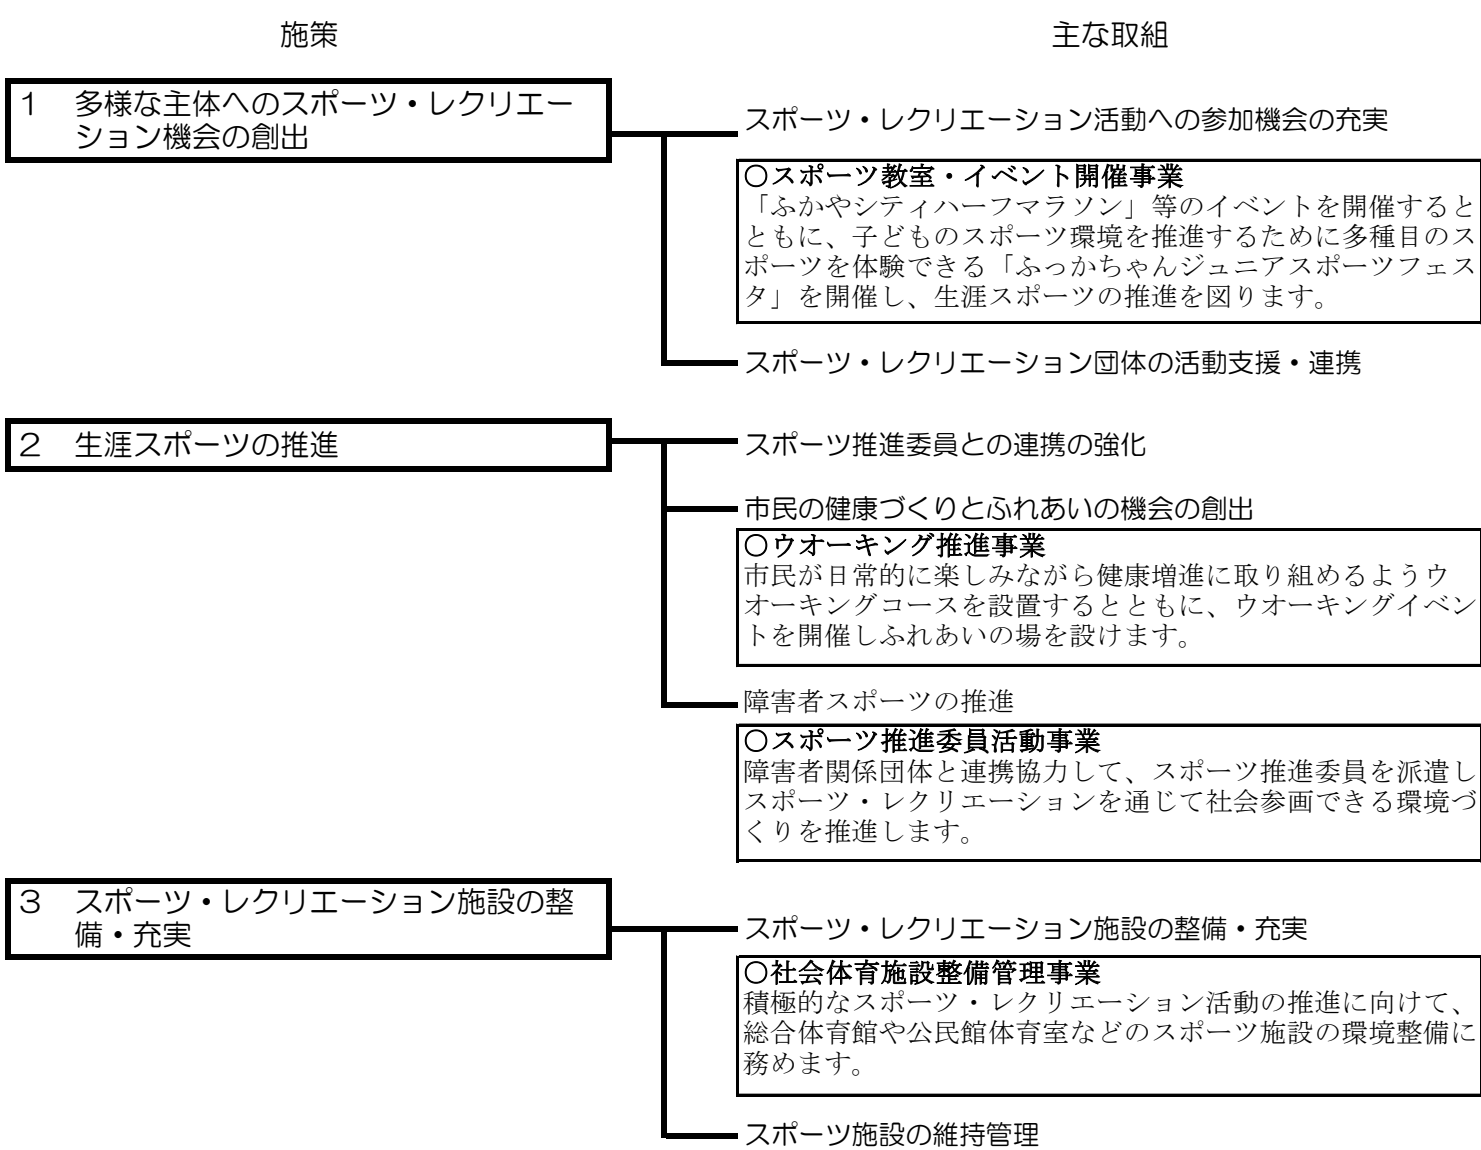 施策
主な取組
１　多様な主体へのスポーツ・レクリエー
ション機会の創出
スポーツ・レクリエーション活動への参加機会の充実
〇スポーツ教室・イベント開催事業
「ふかやシティハーフマラソン」等のイベントを開催すると
ともに、子どものスポーツ環境を推進するために多種目のス
ポーツを体験できる「ふっかちゃんジュニアスポーツフェス
タ」を開催し、生涯スポーツの推進を図ります。
スポーツ・レクリエーション団体の活動支援・連携
２　生涯スポーツの推進
スポーツ推進委員との連携の強化
市民の健康づくりとふれあいの機会の創出
〇ウオーキング推進事業
市民が日常的に楽しみながら健康増進に取り組めるようウ
オーキングコースを設置するとともに、ウオーキングイベン
トを開催しふれあいの場を設けます。
障害者スポーツの推進
〇スポーツ推進委員活動事業
障害者関係団体と連携協力して、スポーツ推進委員を派遣し
スポーツ・レクリエーションを通じて社会参画できる環境づ
くりを推進します。
３　スポーツ・レクリエーション施設の整
備・充実
スポーツ・レクリエーション施設の整備・充実
〇社会体育施設整備管理事業
積極的なスポーツ・レクリエーション活動の推進に向けて、
総合体育館や公民館体育室などのスポーツ施設の環境整備に
務めます。
スポーツ施設の維持管理